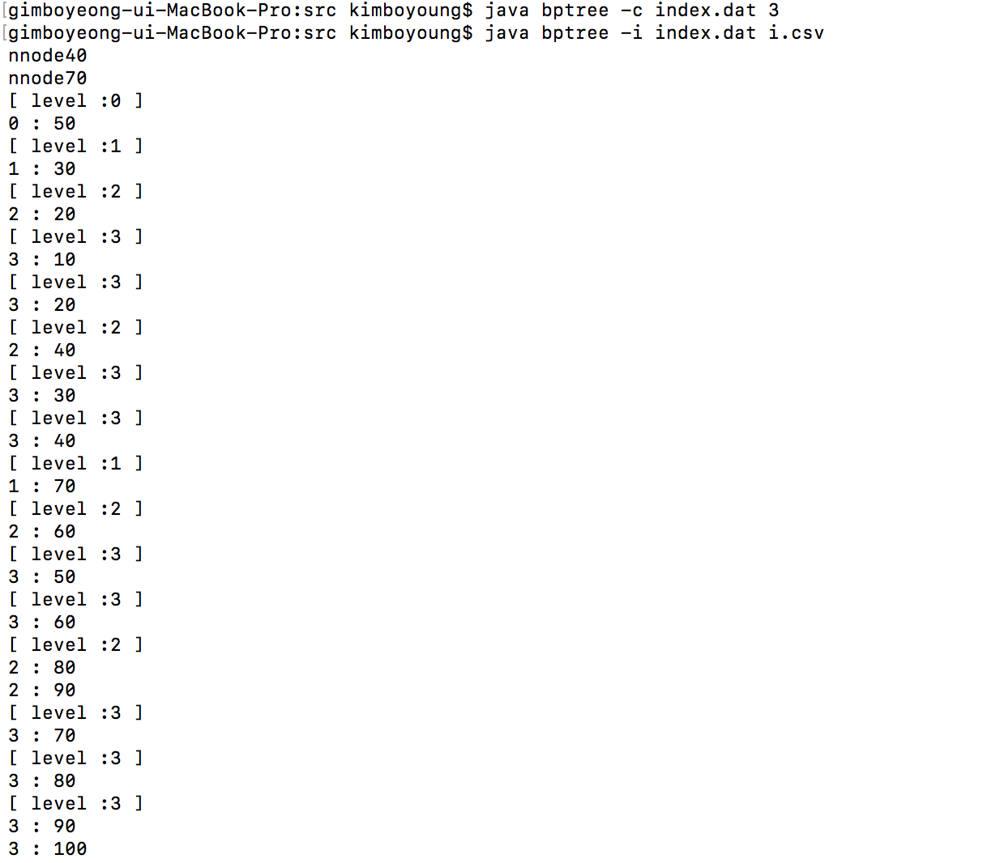 [gimboyeong-ui-MacBook-Pro:src kimboyoung$ java bptree -c index.dat 3
[gimboyeong-ui-MacBook-Pro:src kimboyoung$ java bptree -i index.dat i.csv
nnode40
nnode70
[ level :0 ]
0 : 50
[ level :1 ]
1 : 30
[ level :2 ]
2 : 20
[ level :3 ]
3 : 10
[ level :3 ]
3 : 20
[ level :2 ]
2 : 40
[ level :3 ]
3 : 30
[ level :3 ]
3 : 40
[ level :1 ]
1 : 70
[ level :2 ]
2 : 60
[ level :3 ]
3 : 50
[ level :3 ]
3 : 60
[ level :2 ]
2 : 80
2 : 90
[ level :3 ]
3 : 70
[ level :3 ]
3 : 80
[ level :3 ]
3 : 90
3 : 100